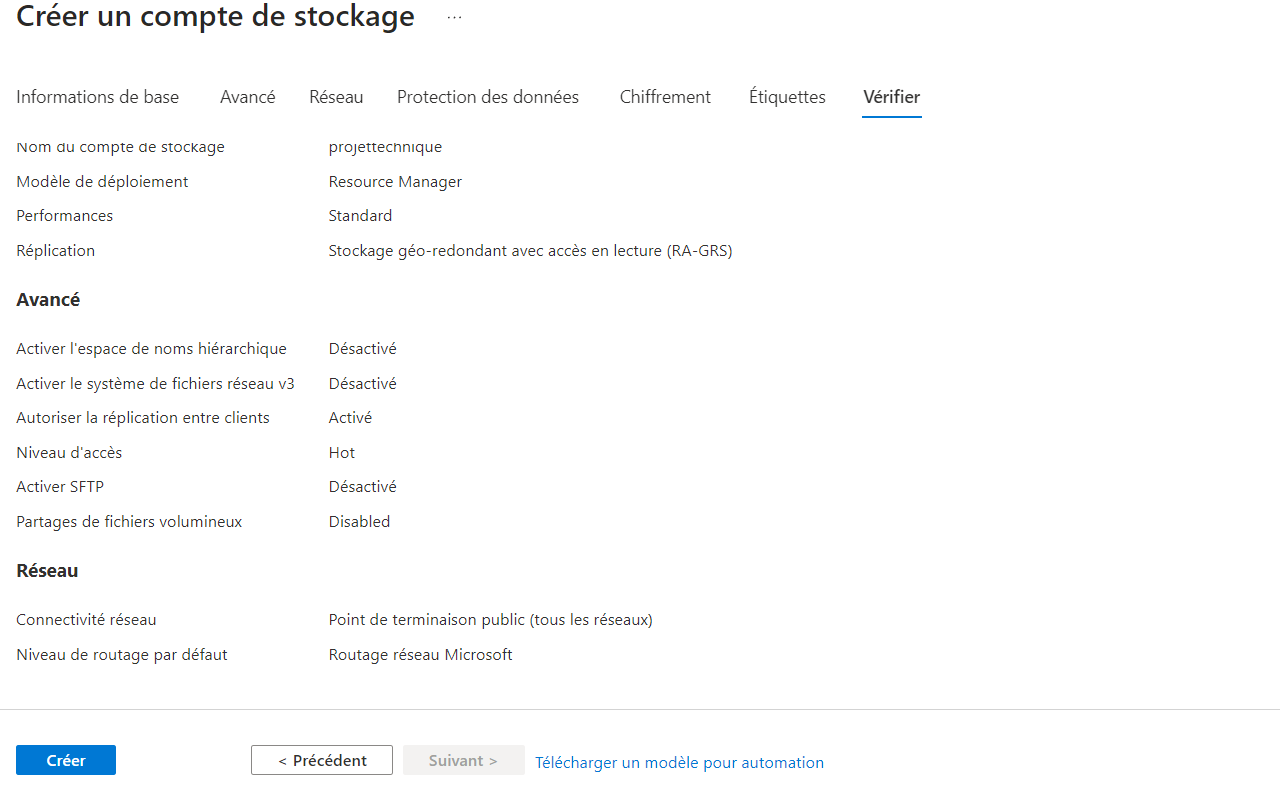 Créer un compte de stockage ...
Informations de base Avancé Réseau Protection des données Chiffrement Étiquettes Vérifier
Nom du compte de stockage projettechnique
Modèle de déploiement Resource Manager
Performances Standard
Réplication Stockage géo-redondant avec accès en lecture (RA-GRS)
Avancé
Activer l'espace de noms hiérarchique Désactivé
Activer le système de fichiers réseau v3 Désactivé
Autoriser la réplication entre clients Activé
Niveau d'accès Hot
Activer SFTP Désactivé
Partages de fichiers volumineux Disabled
Réseau
Connectivité réseau Point de terminaison public (tous les réseaux)
Niveau de routage par défaut Routage réseau Microsoft
Créer < Précédent Suivant > Télécharger un modèle pour automation